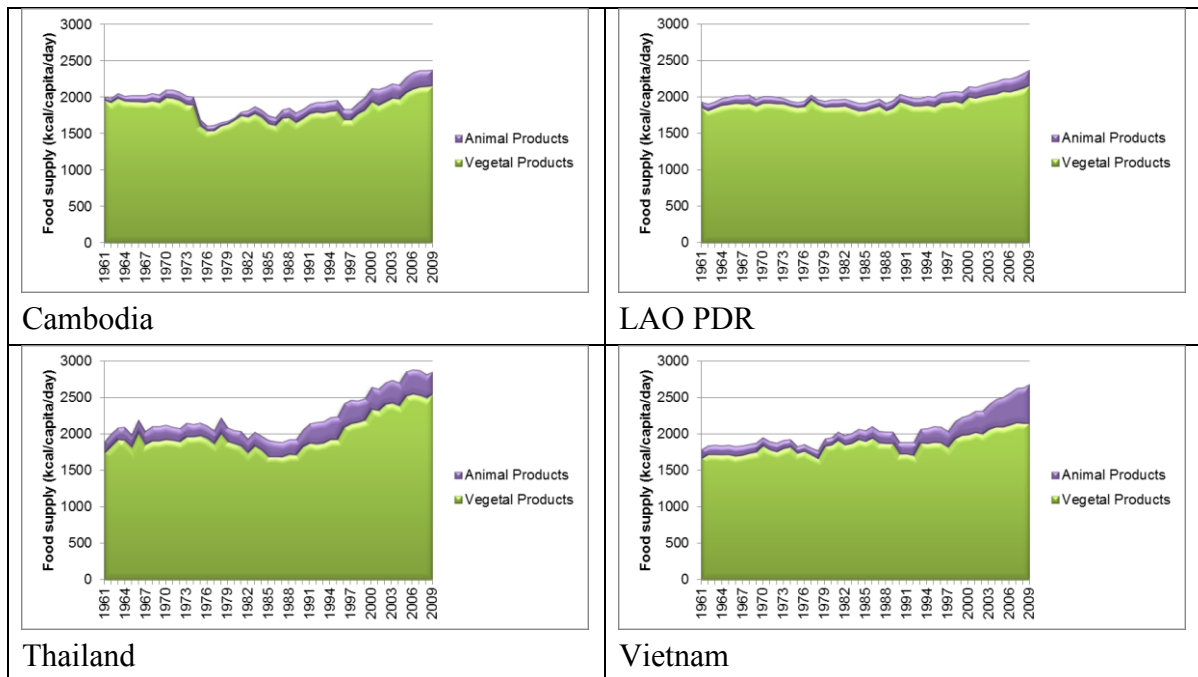 Food supply (kcal/capita/day)
3000
2500
2000
1500
1000
500
0
1961 1964 1967 1970 1973 1976 1979 1982 1985 1988 1991 1994 1997 2000 2003 2006 2009
Animal Products
Vegetal Products
Cambodia
Food supply (kcal/capita/day)
3000
2500
2000
1500
1000
500
0
1961 1964 1967 1970 1973 1976 1979 1982 1985 1988 1991 1994 1997 2000 2003 2006 2009
Animal Products
Vegetal Products
LAO PDR
Food supply (kcal/capita/day)
3000
2500
2000
1500
1000
500
0
1961 1964 1967 1970 1973 1976 1979 1982 1985 1988 1991 1994 1997 2000 2003 2006 2009
Animal Products
Vegetal Products
Thailand
Food supply (kcal/capita/day)
3000
2500
2000
1500
1000
500
0
1961 1964 1967 1970 1973 1976 1979 1982 1985 1988 1991 1994 1997 2000 2003 2006 2009
Animal Products
Vegetal Products
Vietnam